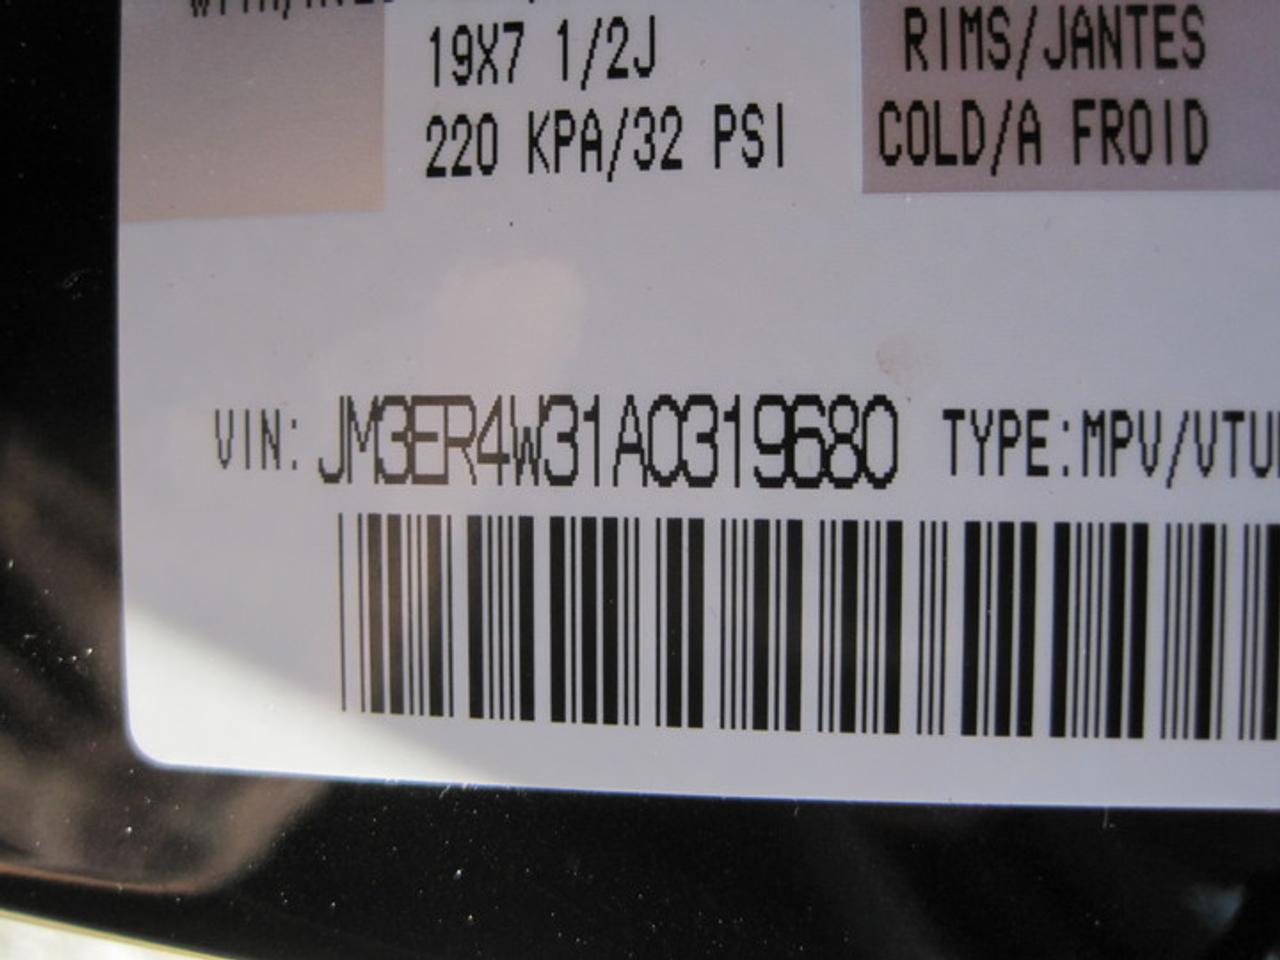 19X7 1/2J RIMS/JANTES
220 KPA/32 PSI COLD/A FROID
VIN: JM3ER4W31A0319680 TYPE:MPV/VTU